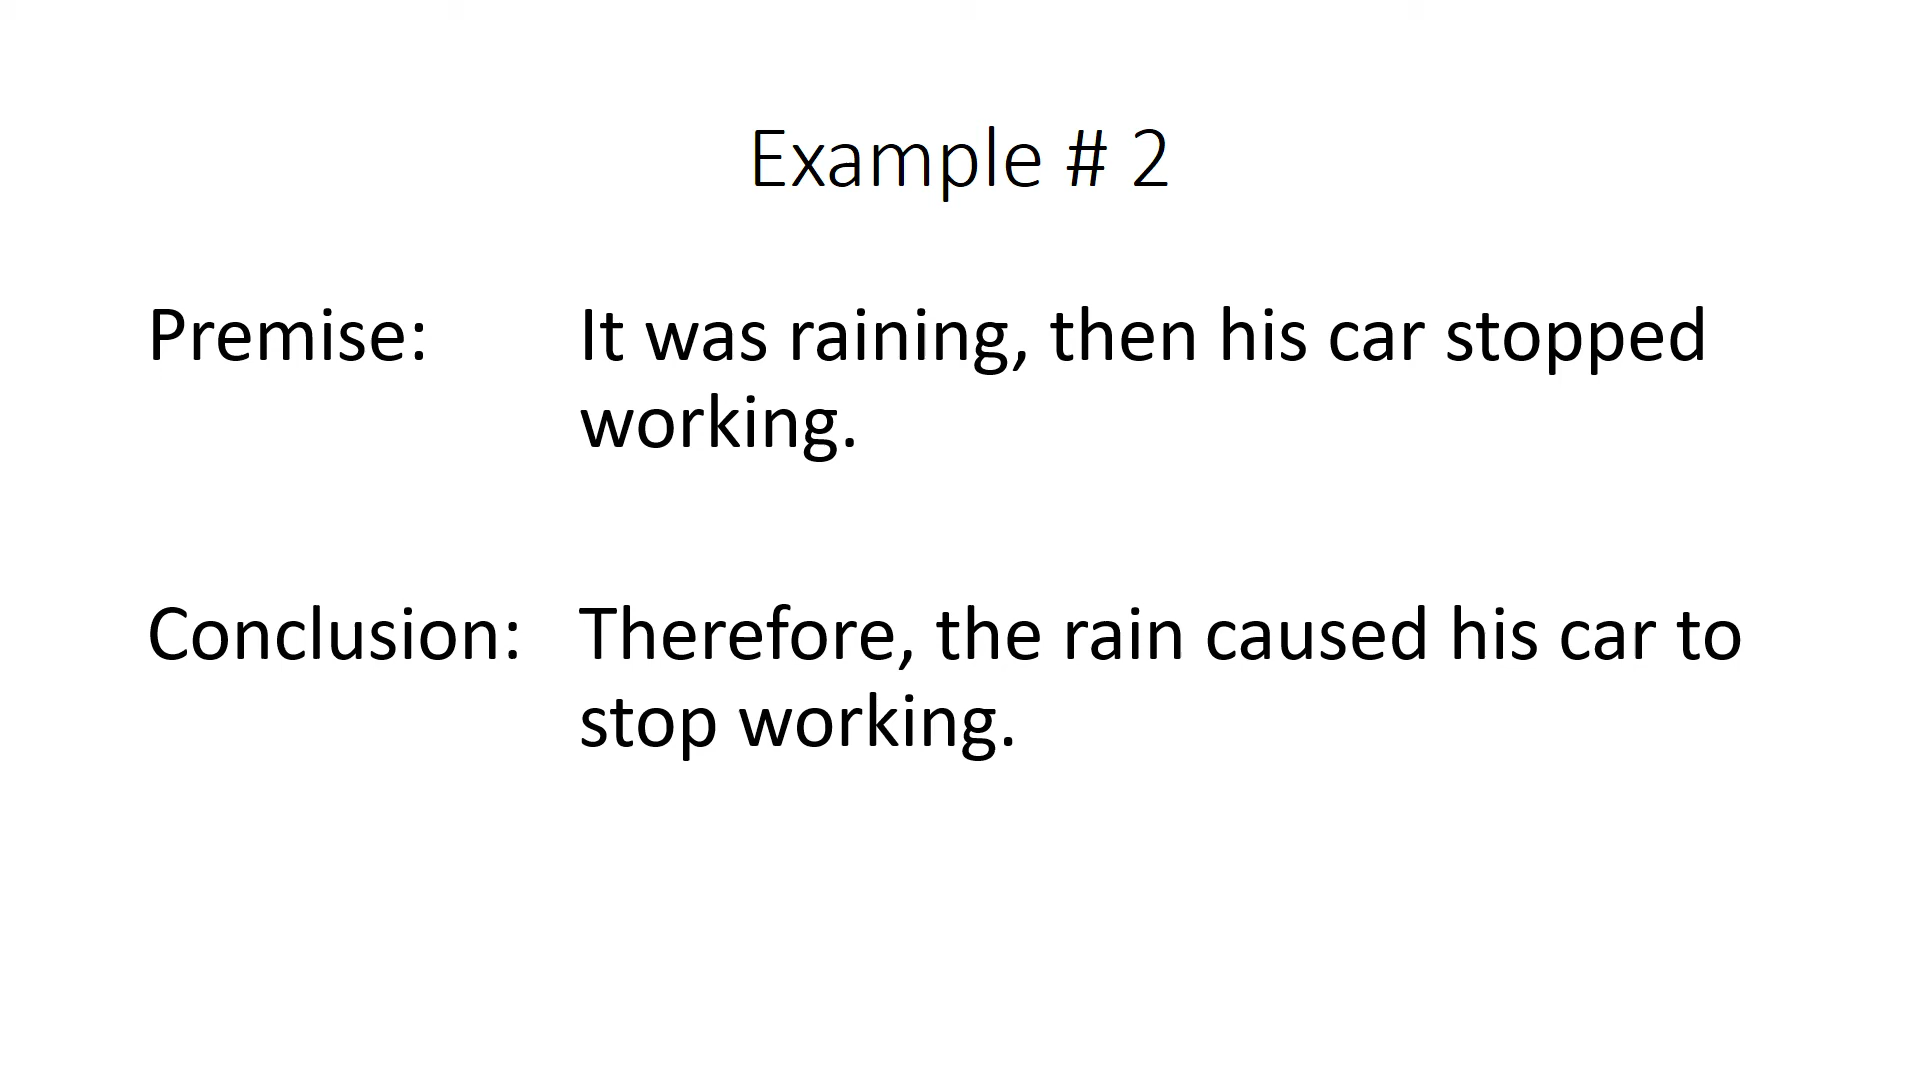 Example # 2
Premise: It was raining, then his car stopped
working.
Conclusion: Therefore, the rain caused his car to
stop working.